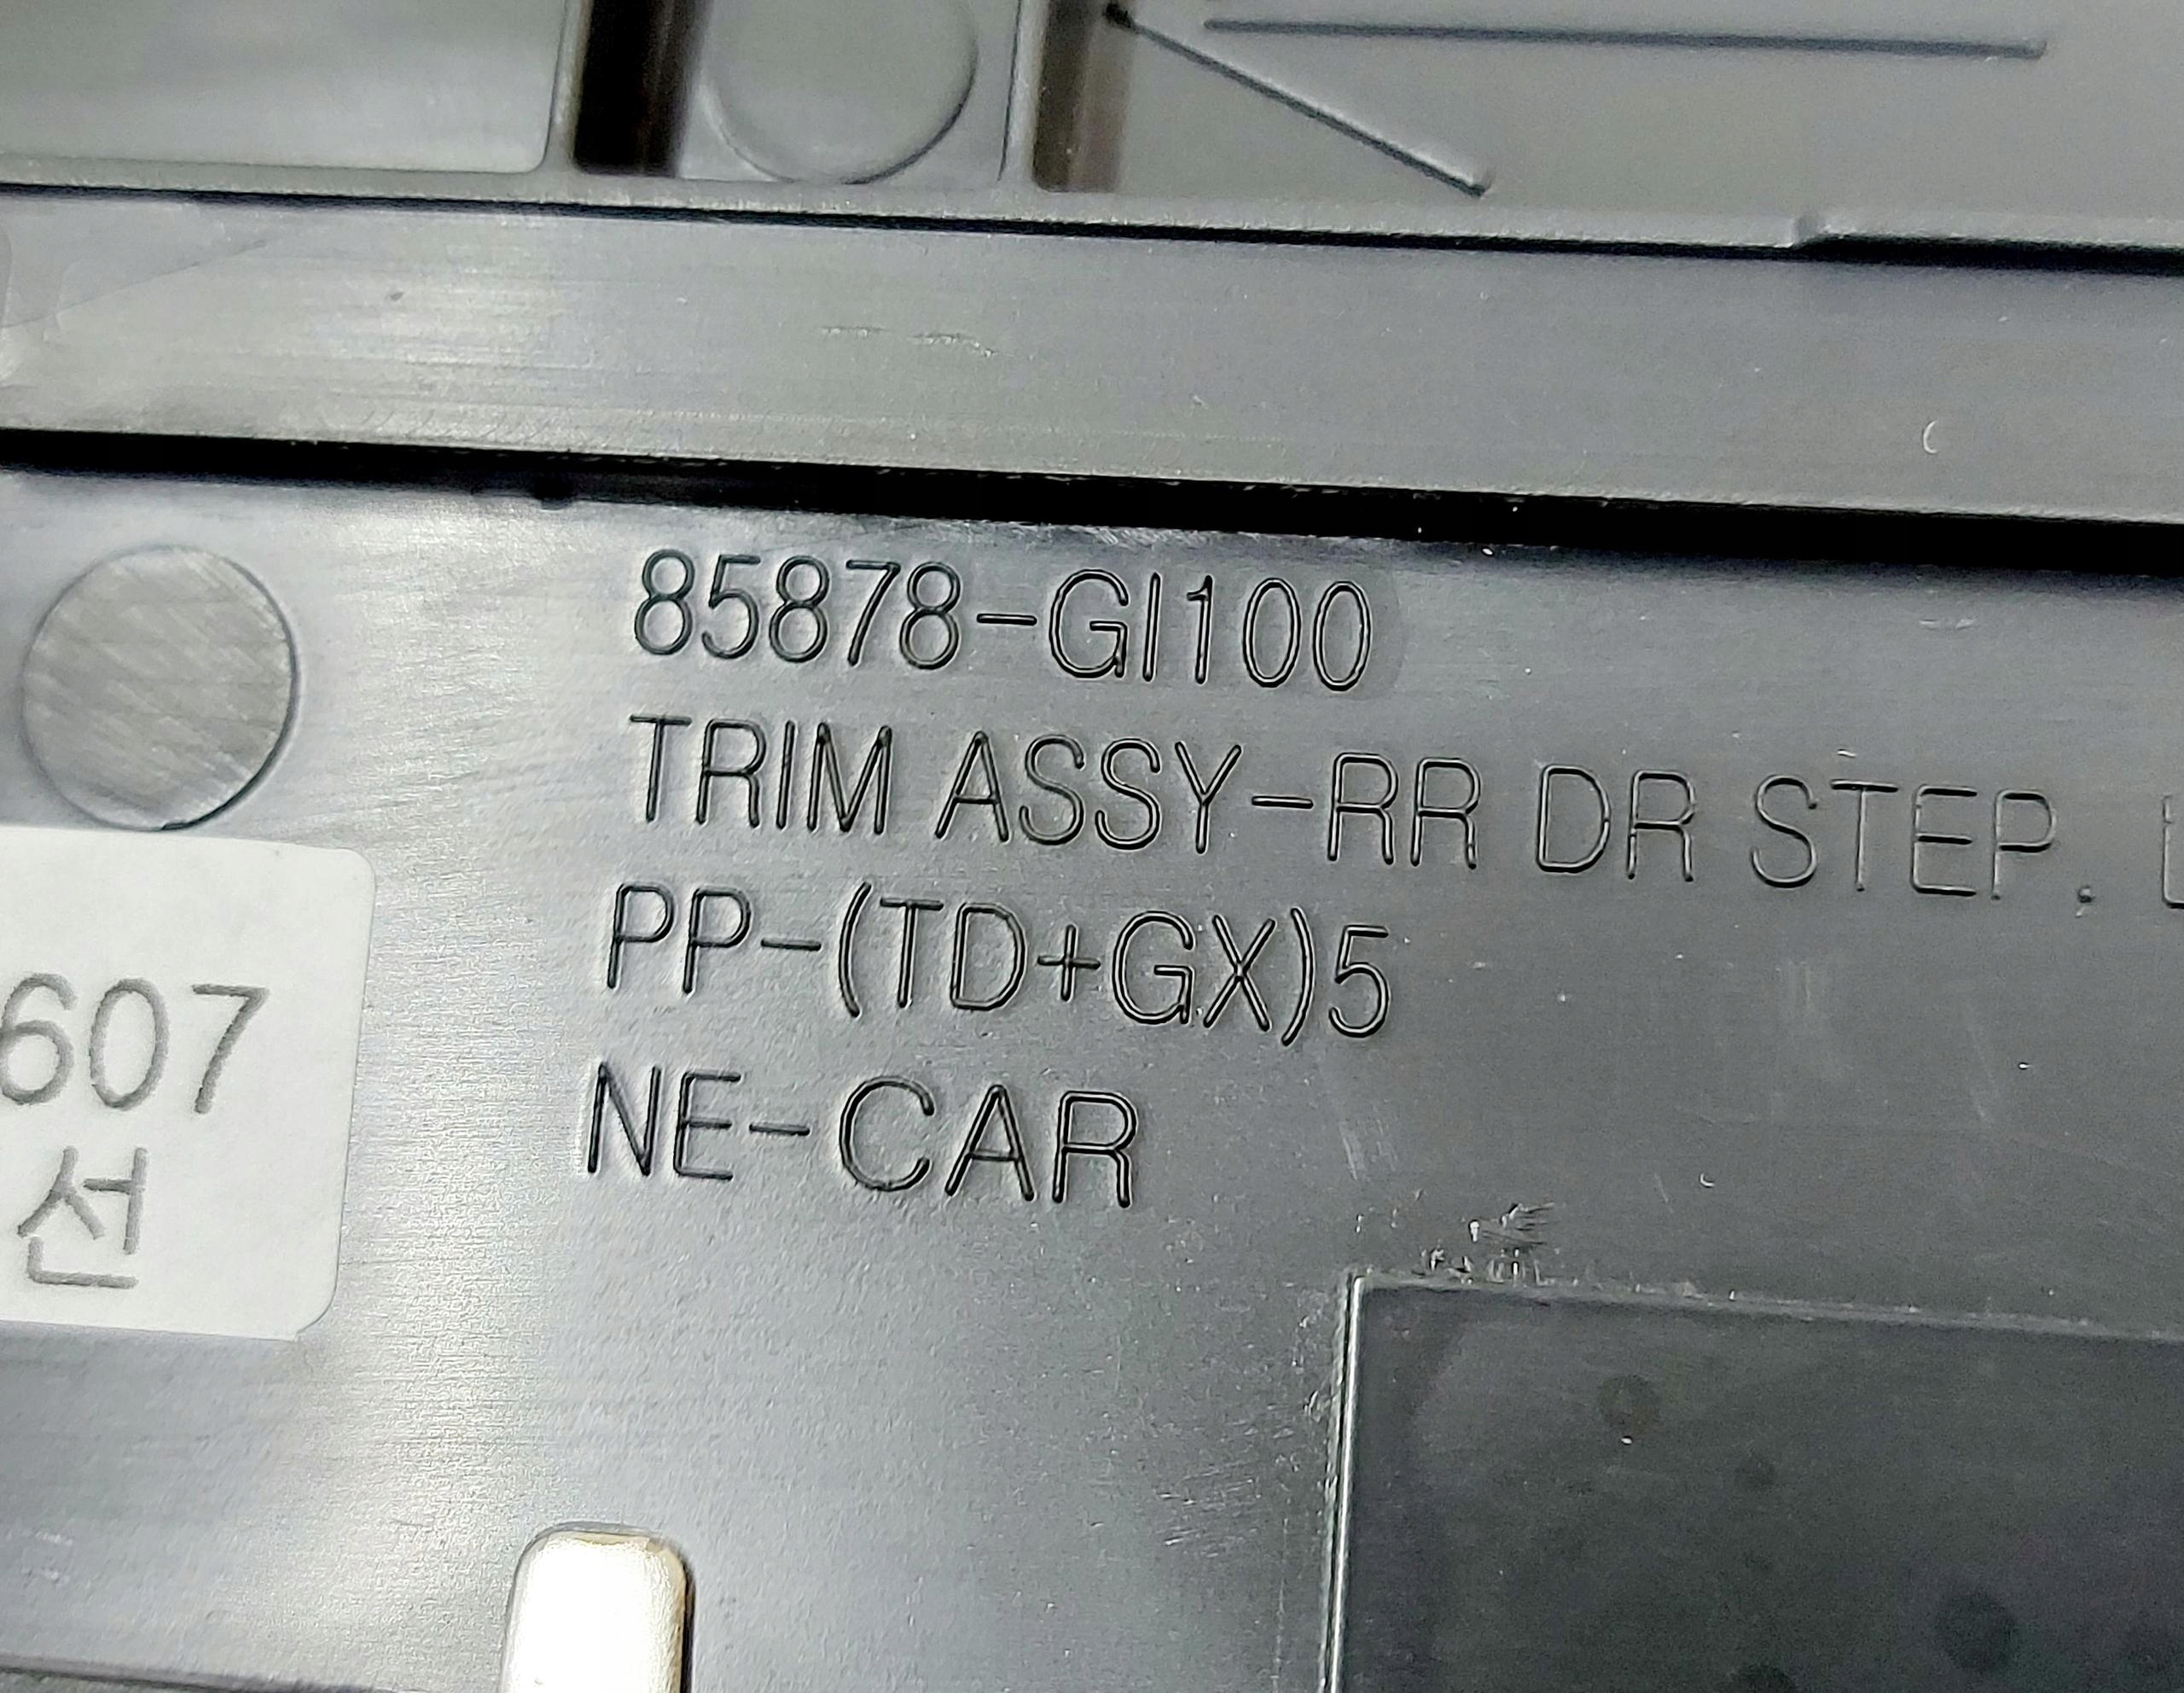 85878-GI100
TRIM ASSY-RR DR STEP.
PP-(TD+GX)5
NE-CAR
607
선